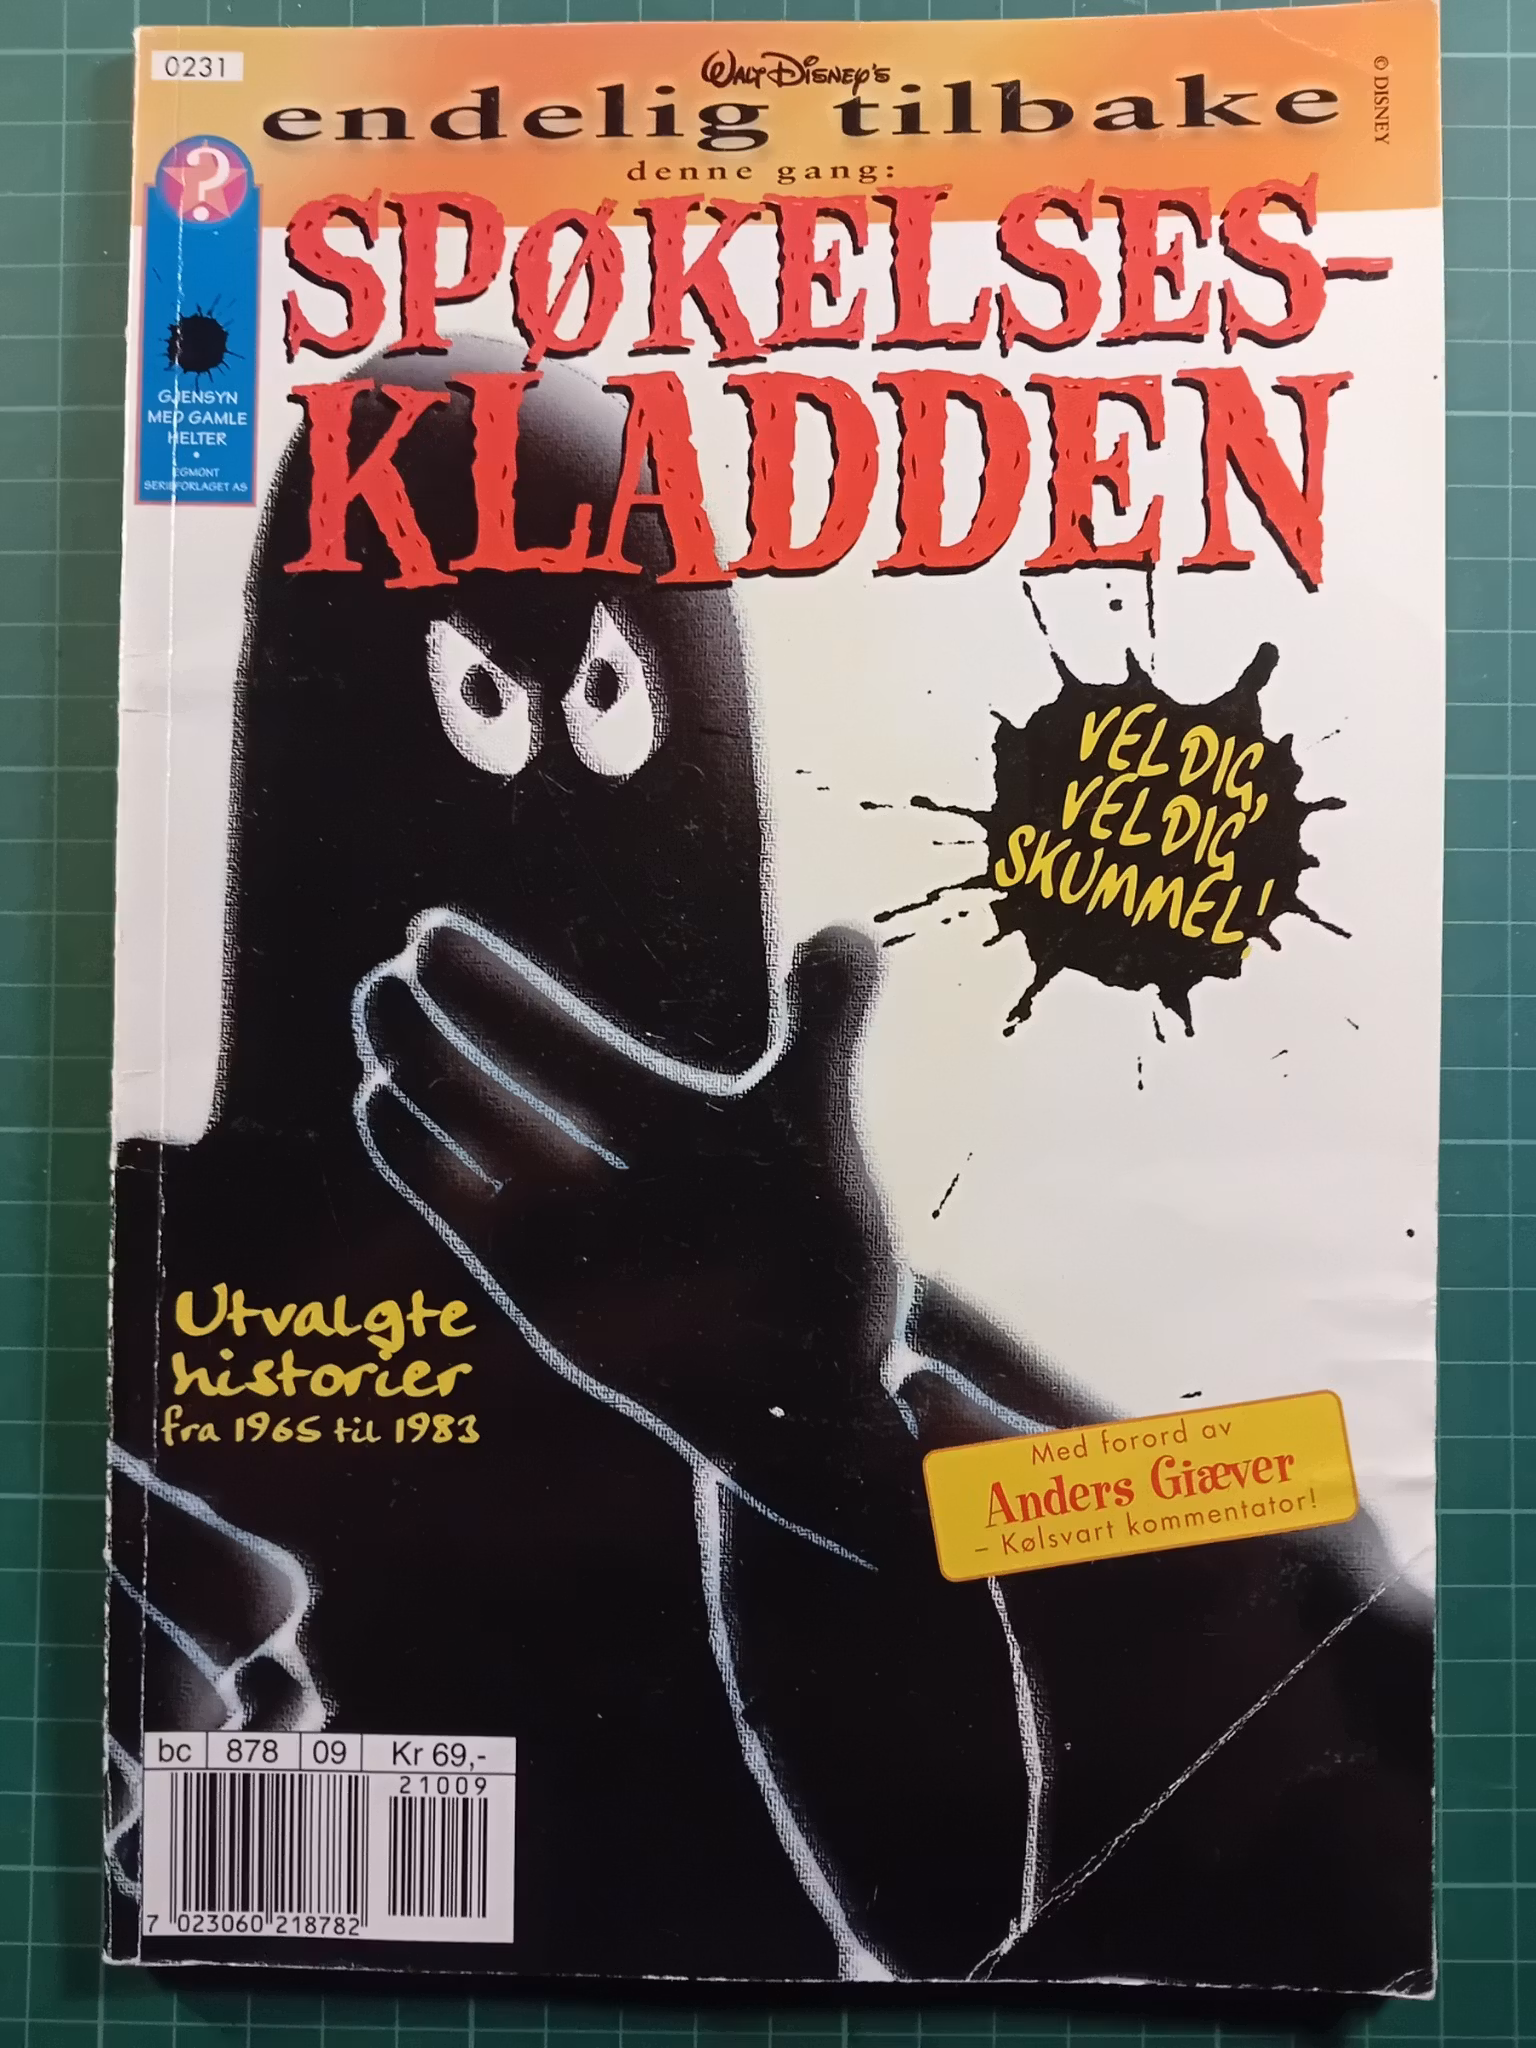 0231
WALT DISNEY'S
endelig tilbake
© DISNEY
denne gang:
SPØKELSES-
KLADDEN
?
GJENSYN
MED GAMLE
HELTER
EGMONT
SERIEFORLAGET AS
VELDIG,
VELDIG
SKUMMEL!
Utvalgte
historier
fra 1965 til 1983
Med forord av
Anders Giæver
- Kølsvart kommentator!
bc 878 09 Kr 69,-
21009
7 023060 218782